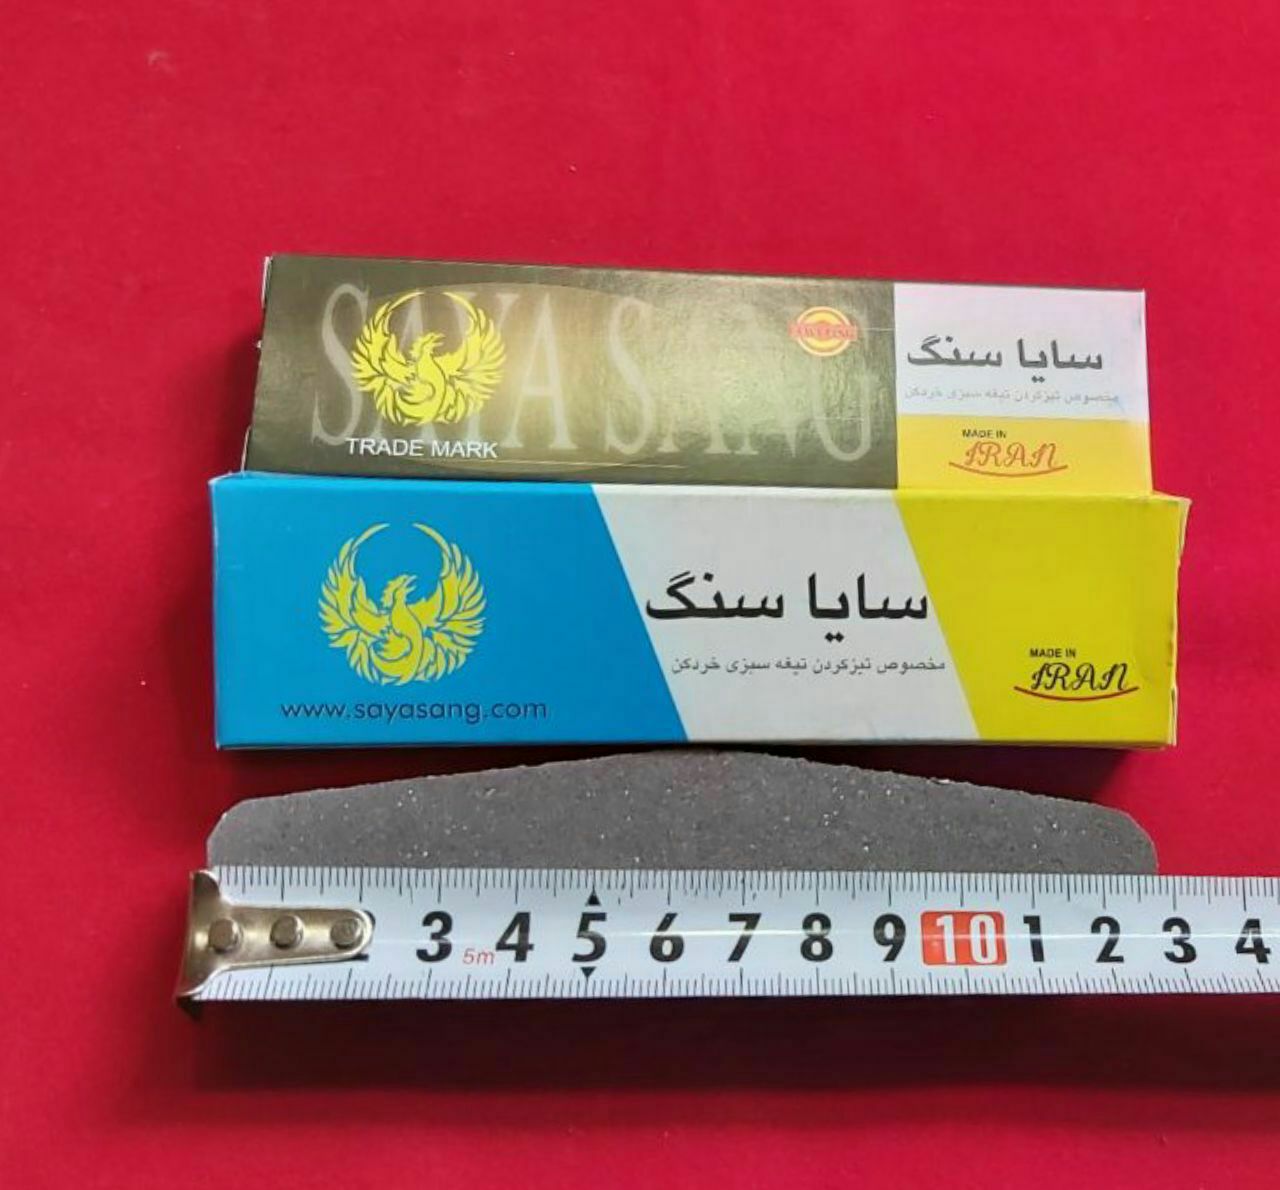 SAYA SANG
TRADE MARK
سایا سنگ
مخصوص تیزکردن تیغه سبزی خردکن
MADE IN
IRAN
سایا سنگ
مخصوص تیزکردن تیغه سبزی خردکن
www.sayasang.com
MADE IN
IRAN
3 5m 4 5 6 7 8 9 10 1 2 3 4